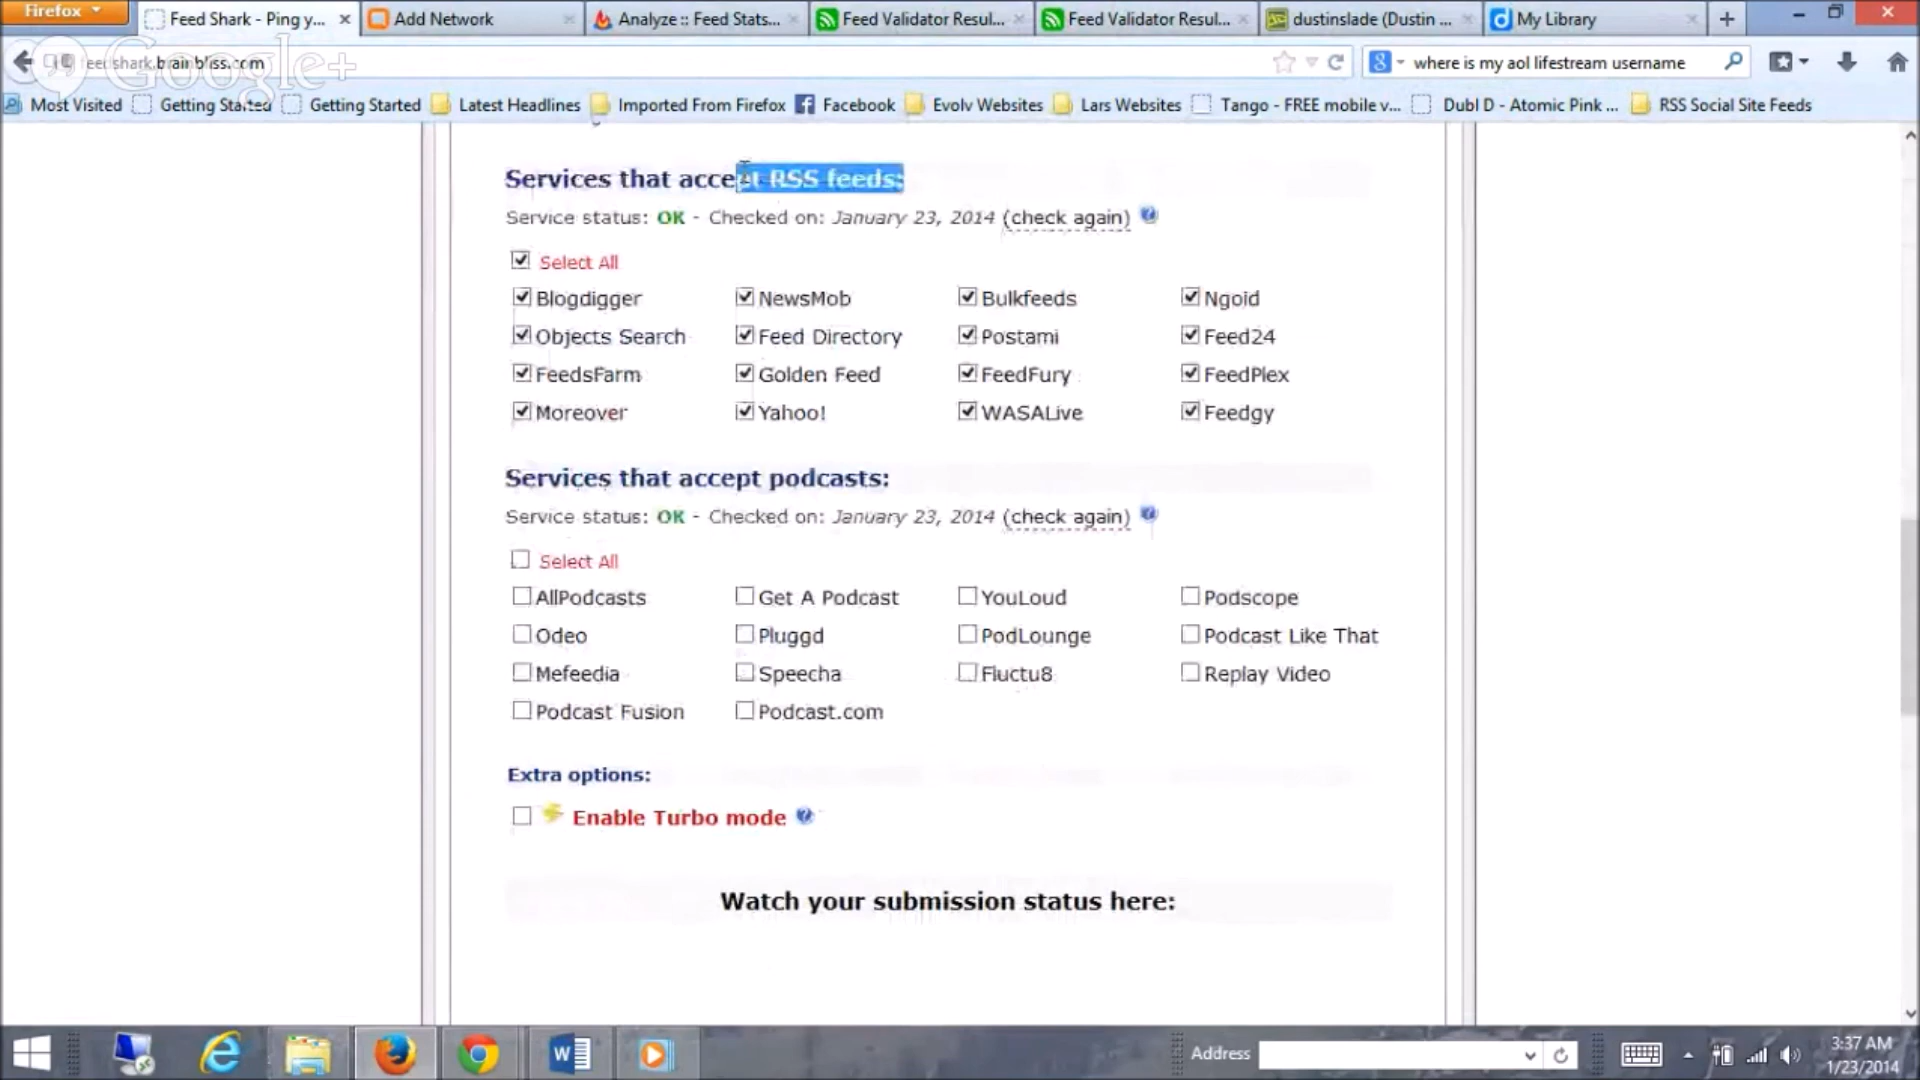 Firefox
Feed Shark - Ping y... Add Network Analyze :: Feed Stats... Feed Validator Resul... Feed Validator Resul... dustinslade (Dustin ... My Library
Google+
feedshark.brainbliss.com where is my aol lifestream username
Most Visited Getting Started Getting Started Latest Headlines Imported From Firefox Facebook Evolv Websites Lars Websites Tango - FREE mobile v... Dubl D - Atomic Pink ... RSS Social Site Feeds
Services that accept RSS feeds:
Service status: OK - Checked on: January 23, 2014 (check again)
Select All
Blogdigger NewsMob Bulkfeeds Ngoid
Objects Search Feed Directory Postami Feed24
FeedsFarm Golden Feed FeedFury FeedPlex
Moreover Yahoo! WASALive Feedgy
Services that accept podcasts:
Service status: OK - Checked on: January 23, 2014 (check again)
Select All
AllPodcasts Get A Podcast YouLoud Podscope
Odeo Pluggd PodLounge Podcast Like That
Mefeedia Speecha Fluctu8 Replay Video
Podcast Fusion Podcast.com
Extra options:
Enable Turbo mode
Watch your submission status here:
Address
3:37 AM
1/23/2014